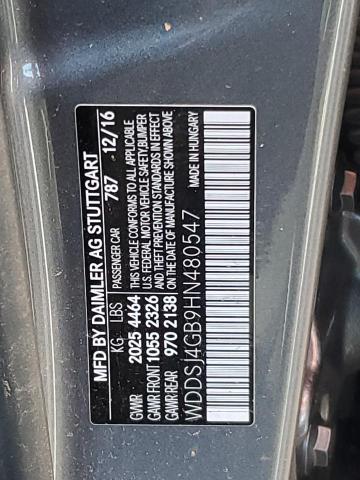 MFD BY DAIMLER AG STUTTGART
PASSENGER CAR 787 12/16
KG LBS
GVWR 2025 4464
GAWR FRONT 1055 2326
GAWR REAR 970 2138
THIS VEHICLE CONFORMS TO ALL APPLICABLE
U.S. FEDERAL MOTOR VEHICLE SAFETY, BUMPER
AND THEFT PREVENTION STANDARDS IN EFFECT
ON THE DATE OF MANUFACTURE SHOWN ABOVE
WDDSJ4GB9HN480547
MADE IN HUNGARY